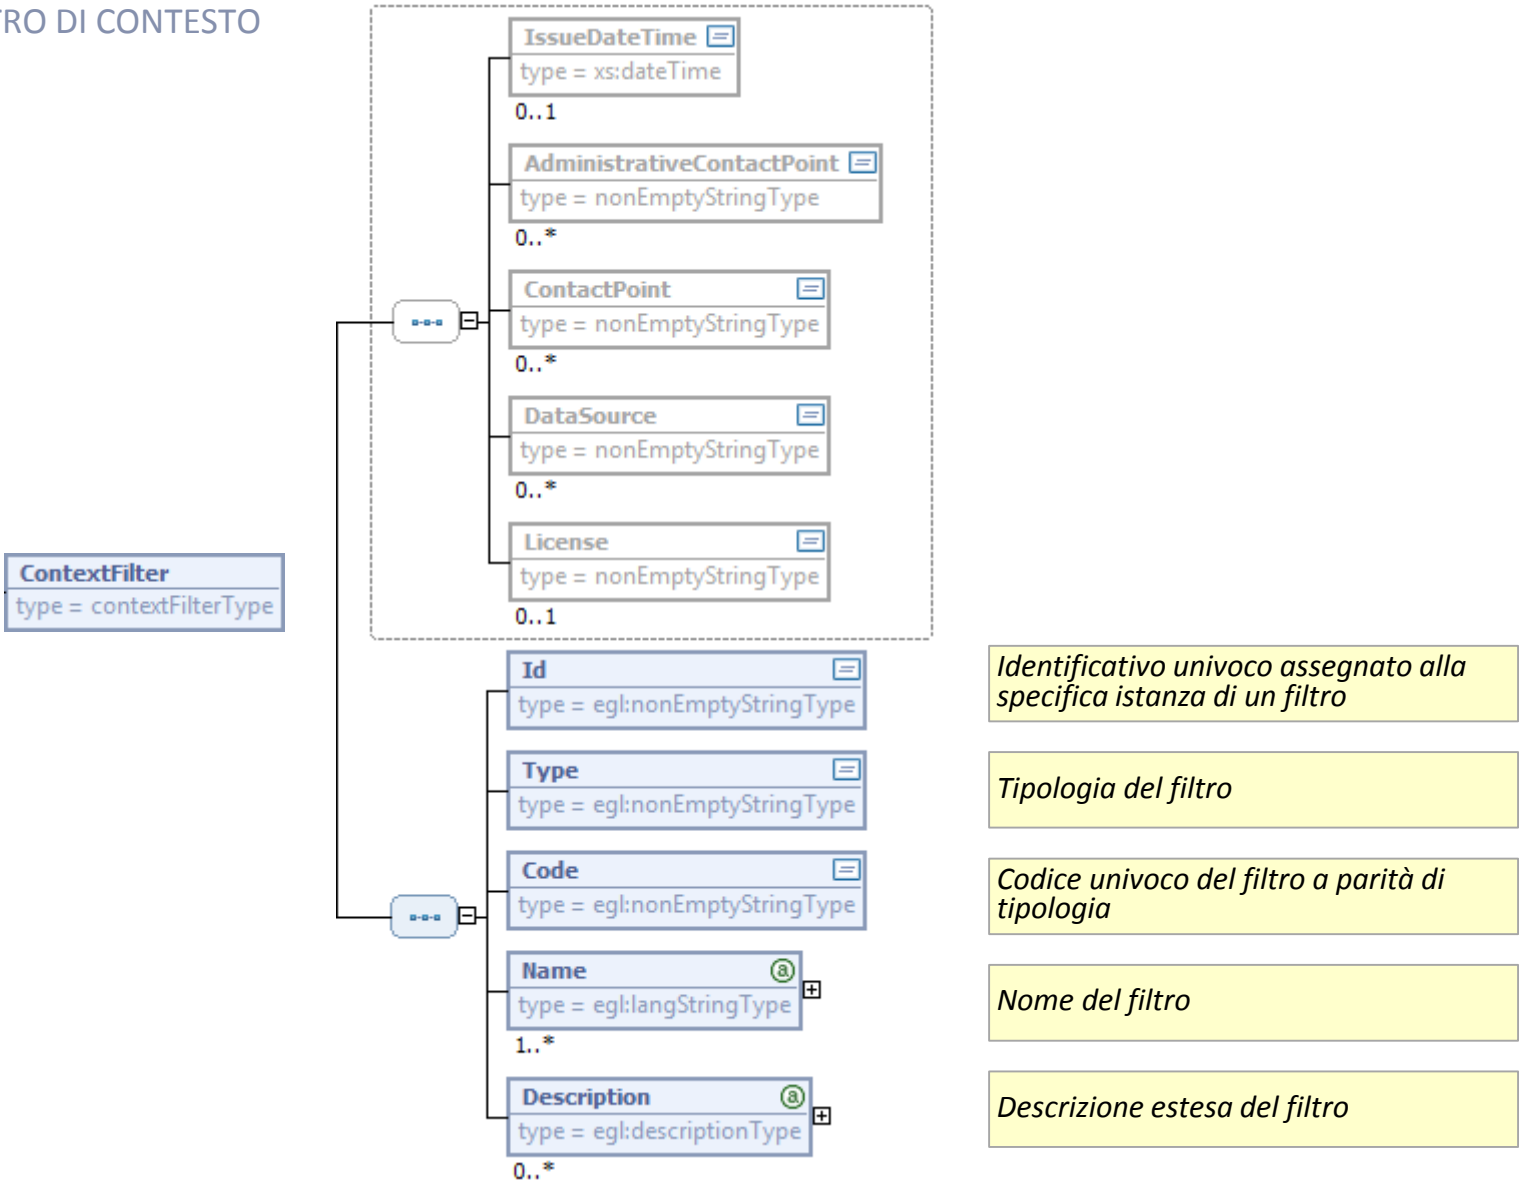 TRO DI CONTESTO
IssueDateTime
type = xs:dateTime
0..1
AdministrativeContactPoint
type = nonEmptyStringType
0..*
ContactPoint
type = nonEmptyStringType
0..*
DataSource
type = nonEmptyStringType
0..*
License
type = nonEmptyStringType
0..1
ContextFilter
type = contextFilterType
Id
type = egl:nonEmptyStringType
Identificativo univoco assegnato alla
specifica istanza di un filtro
Type
type = egl:nonEmptyStringType
Tipologia del filtro
Code
type = egl:nonEmptyStringType
Codice univoco del filtro a parità di
tipologia
Name
type = egl:langStringType
1..*
Nome del filtro
Description
type = egl:descriptionType
0..*
Descrizione estesa del filtro